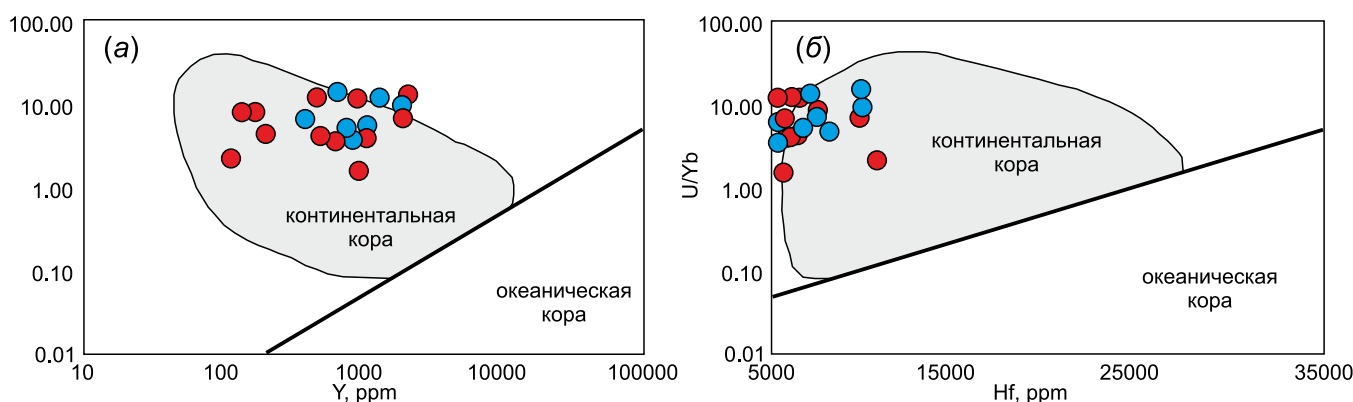 (а)
100.00
10.00
1.00
0.10
0.01
континентальная
кора
океаническая
кора
10
100
1000
10000
100000
Y, ppm
(б)
U/Yb
100.00
10.00
1.00
0.10
0.01
континентальная
кора
океаническая
кора
5000
15000
25000
35000
Hf, ppm